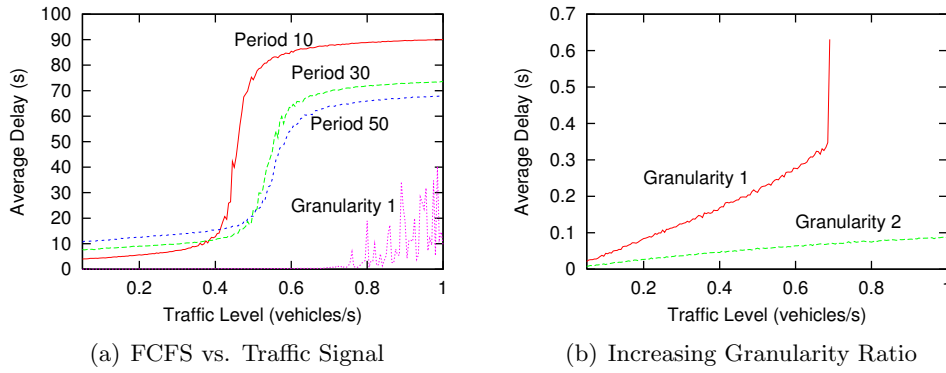 Average Delay (s)
100
90
80
70
60
50
40
30
20
10
0
Period 10
Period 30
Period 50
Granularity 1
0.2 0.4 0.6 0.8 1
Traffic Level (vehicles/s)
(a) FCFS vs. Traffic Signal
Average Delay (s)
0.7
0.6
0.5
0.4
0.3
0.2
0.1
0
Granularity 1
Granularity 2
0.2 0.4 0.6 0.8 1
Traffic Level (vehicles/s)
(b) Increasing Granularity Ratio